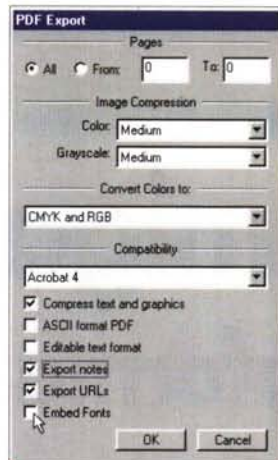 PDF Export
Pages
All From: 0 To: 0
Image Compression
Color: Medium
Grayscale: Medium
Convert Colors to:
CMYK and RGB
Compatibility
Acrobat 4
Compress text and graphics
ASCII format PDF
Editable text format
Export notes
Export URLs
Embed Fonts
OK Cancel